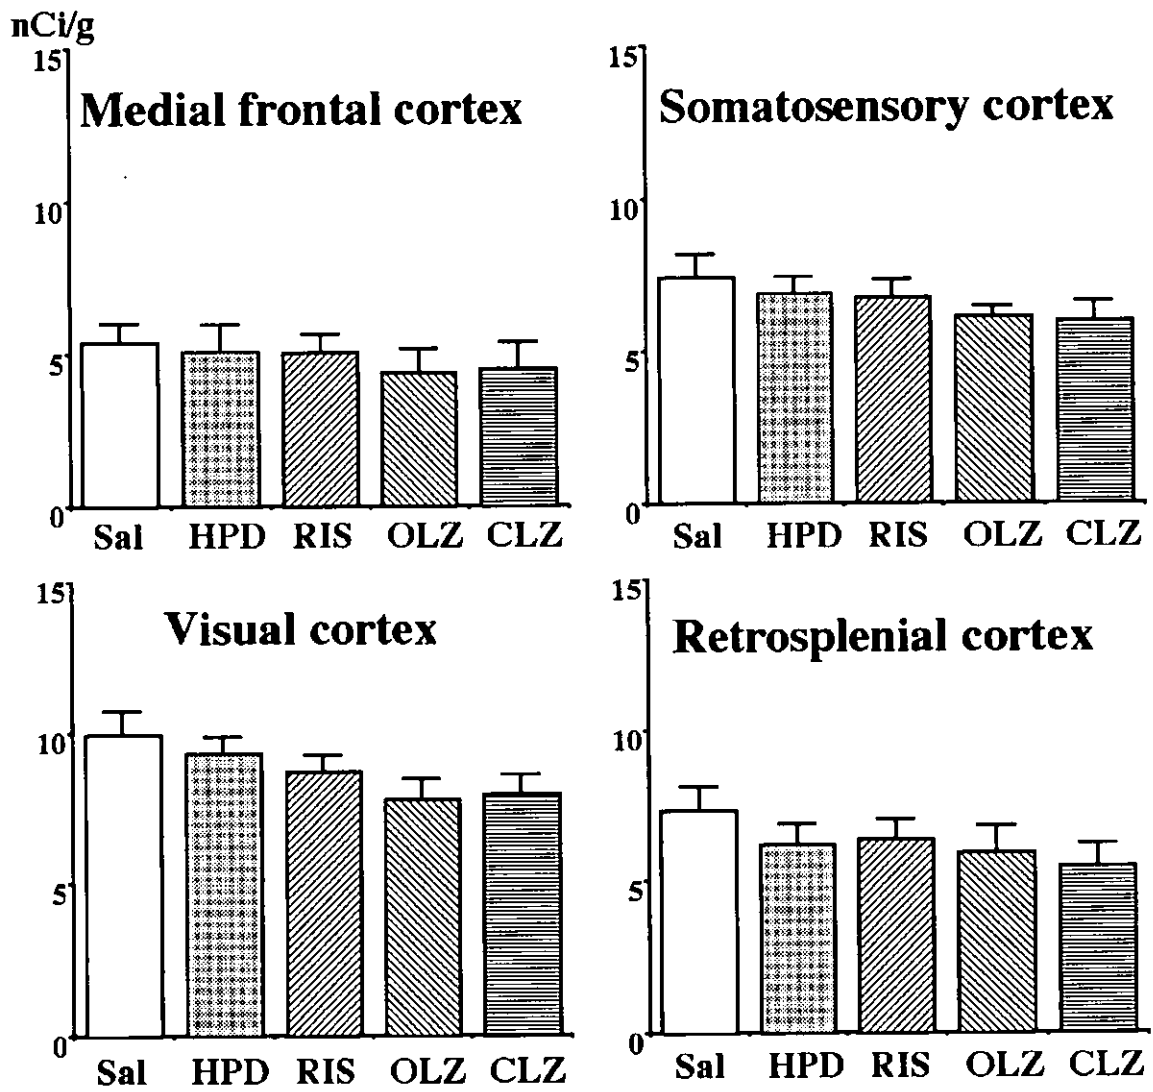 nCi/g
15
Medial frontal cortex
10
5
0
Sal HPD RIS OLZ CLZ
15
Somatosensory cortex
10
5
0
Sal HPD RIS OLZ CLZ
15
Visual cortex
10
5
0
Sal HPD RIS OLZ CLZ
15
Retrosplenial cortex
10
5
0
Sal HPD RIS OLZ CLZ